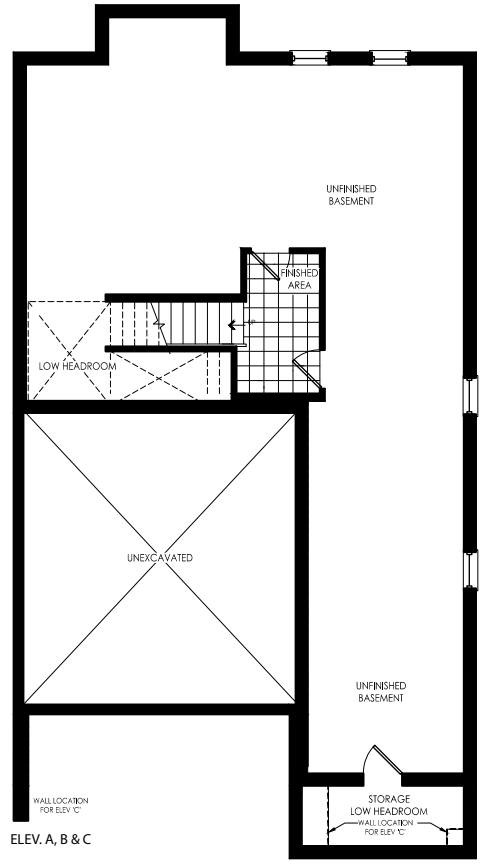 UNFINISHED
BASEMENT
FINISHED
AREA
UP
LOW HEADROOM
UNEXCAVATED
UNFINISHED
BASEMENT
STORAGE
LOW HEADROOM
WALL LOCATION
FOR ELEV 'C'
WALL LOCATION
FOR ELEV 'C'
ELEV. A, B & C